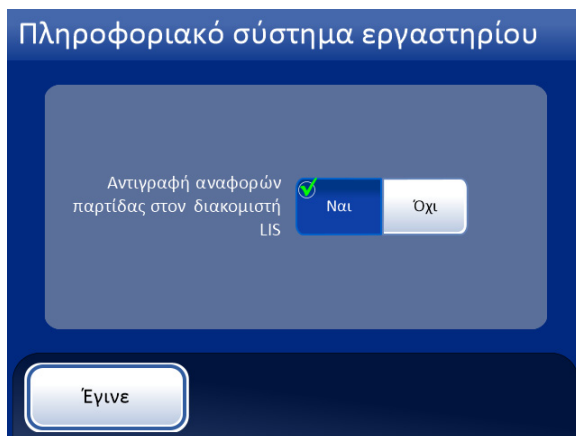 Πληροφοριακό σύστημα εργαστηρίου
Αντιγραφή αναφορών
παρτίδας στον διακομιστή
LIS
Ναι
Όχι
Έγινε